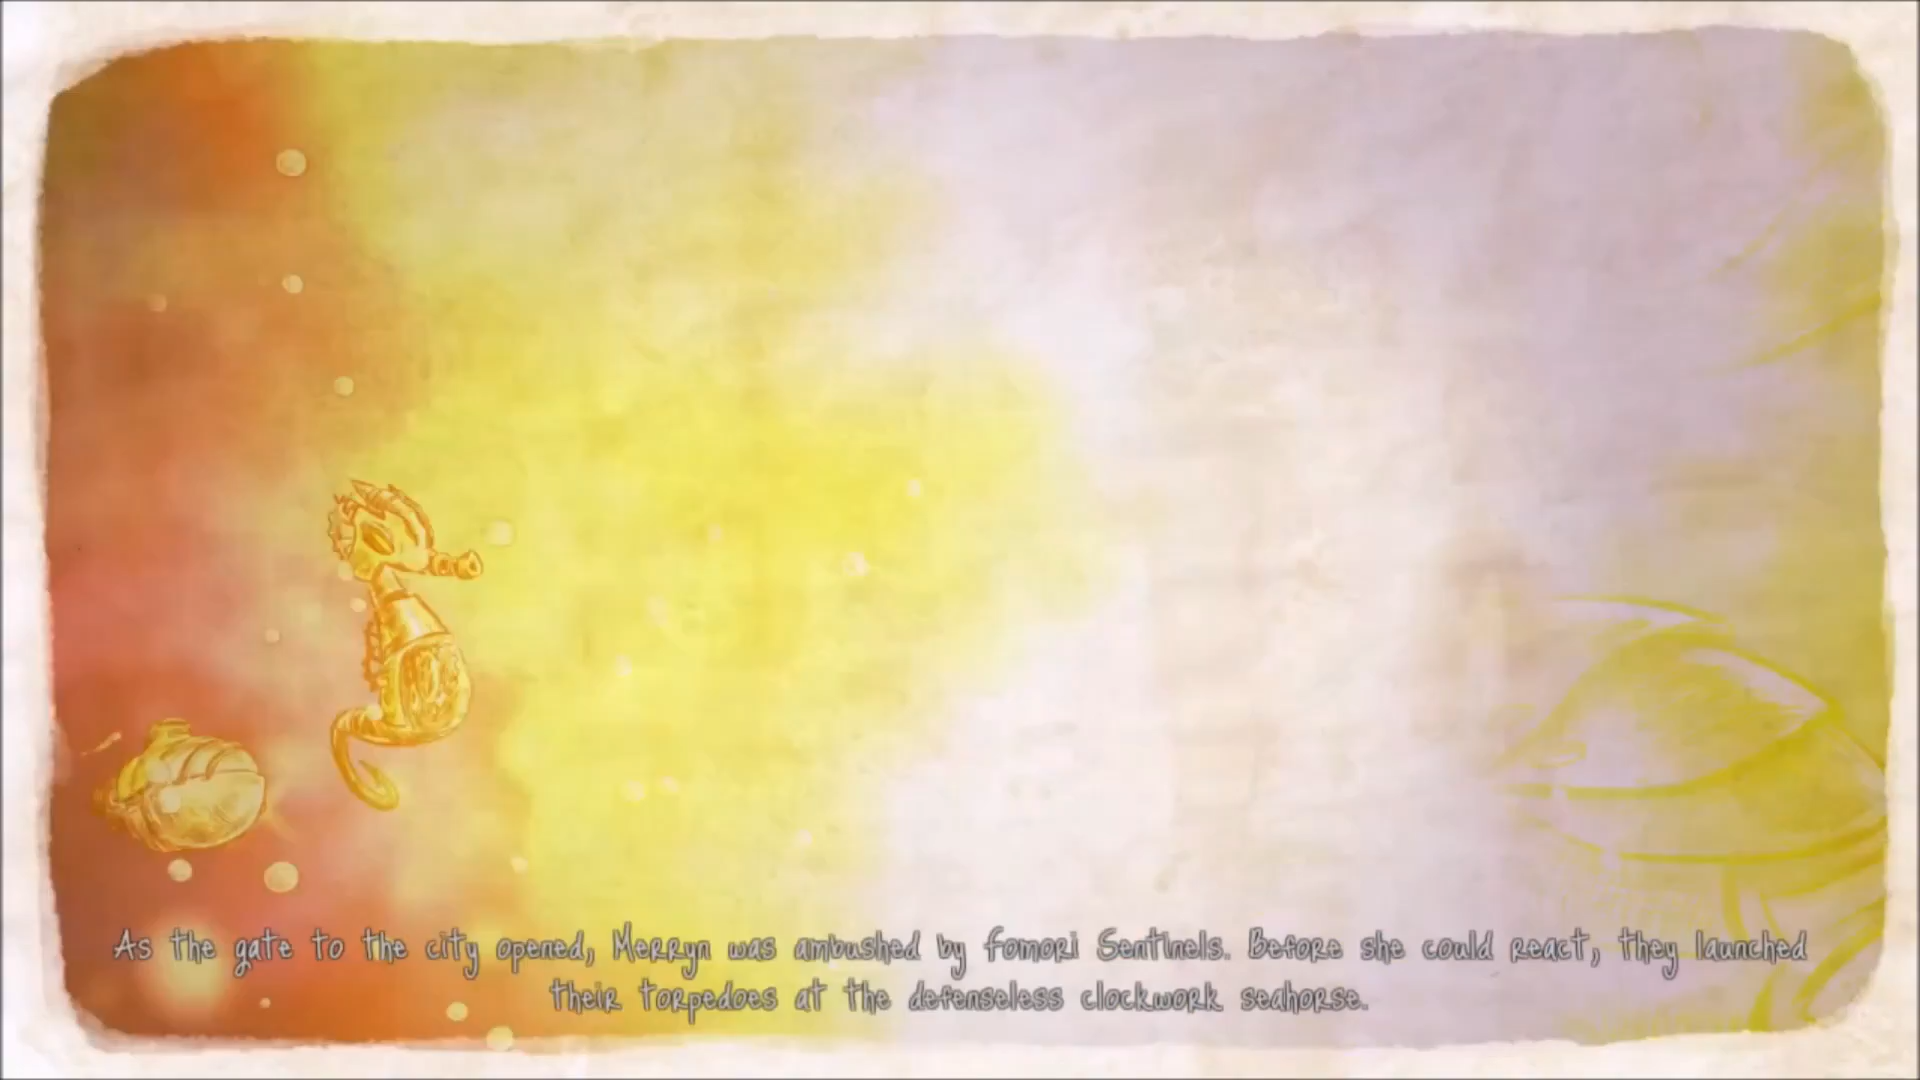 As the gate to the city opened, Merryn was ambushed by Fomori Sentinels. Before she could react, they launched
their torpedoes at the defenseless clockwork seahorse.